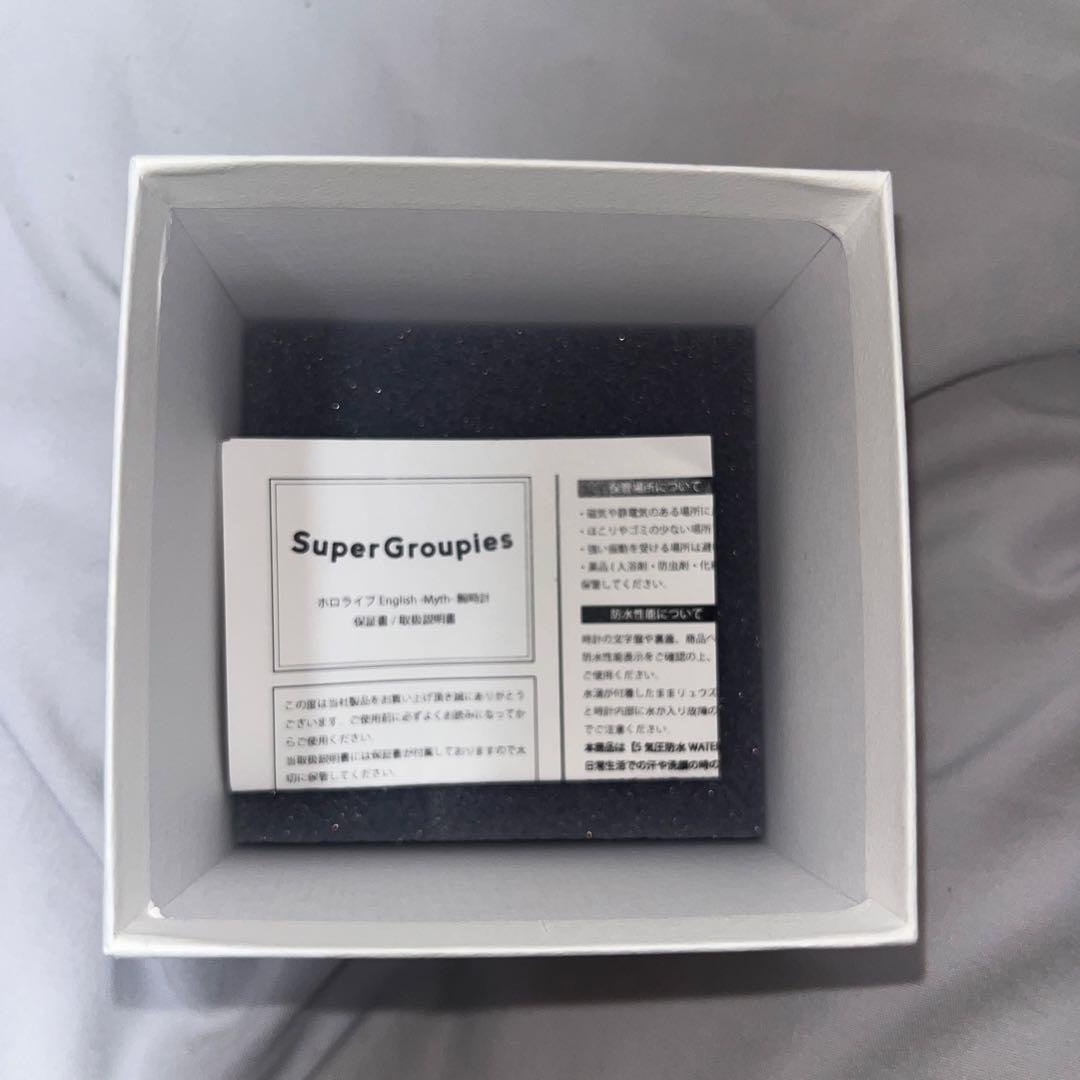 SuperGroupies
ホロライブEnglish -Myth- 腕時計
保証書 / 取扱説明書
この度は当社製品をお買い上げ頂き誠にありがとう
ございます。ご使用前に必ずよくお読みになってか
らご使用ください。
当取扱説明書には保証書が付属しておりますので大
切に保管してください。
保管場所について
・磁気や静電気のある場所に
・ほこりやゴミの少ない場所
・強い振動を受ける場所は避
・薬品 ( 入浴剤・防虫剤・化粧
保管してください。
防水性能について
時計の文字盤や裏蓋、商品ペ
防水性能表示をご確認の上、
ご使用ください。
水滴が付着したままリュウズ
と時計内部に水が入り故障の
でご注意ください。
本商品は【5 気圧防水 WATER
日常生活での汗や洗顔の時の